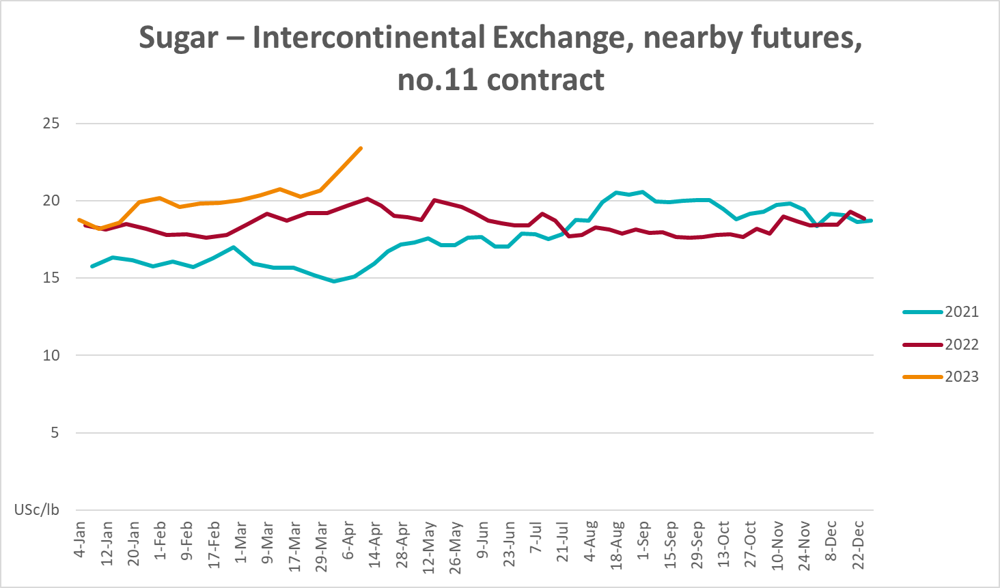 Sugar – Intercontinental Exchange, nearby futures,
no.11 contract
25
20
15
10
5
USc/lb
4-Jan
12-Jan
20-Jan
1-Feb
9-Feb
17-Feb
1-Mar
9-Mar
17-Mar
29-Mar
6-Apr
14-Apr
28-Apr
12-May
26-May
9-Jun
23-Jun
7-Jul
21-Jul
4-Aug
18-Aug
1-Sep
15-Sep
29-Sep
13-Oct
27-Oct
10-Nov
24-Nov
8-Dec
22-Dec
2021
2022
2023